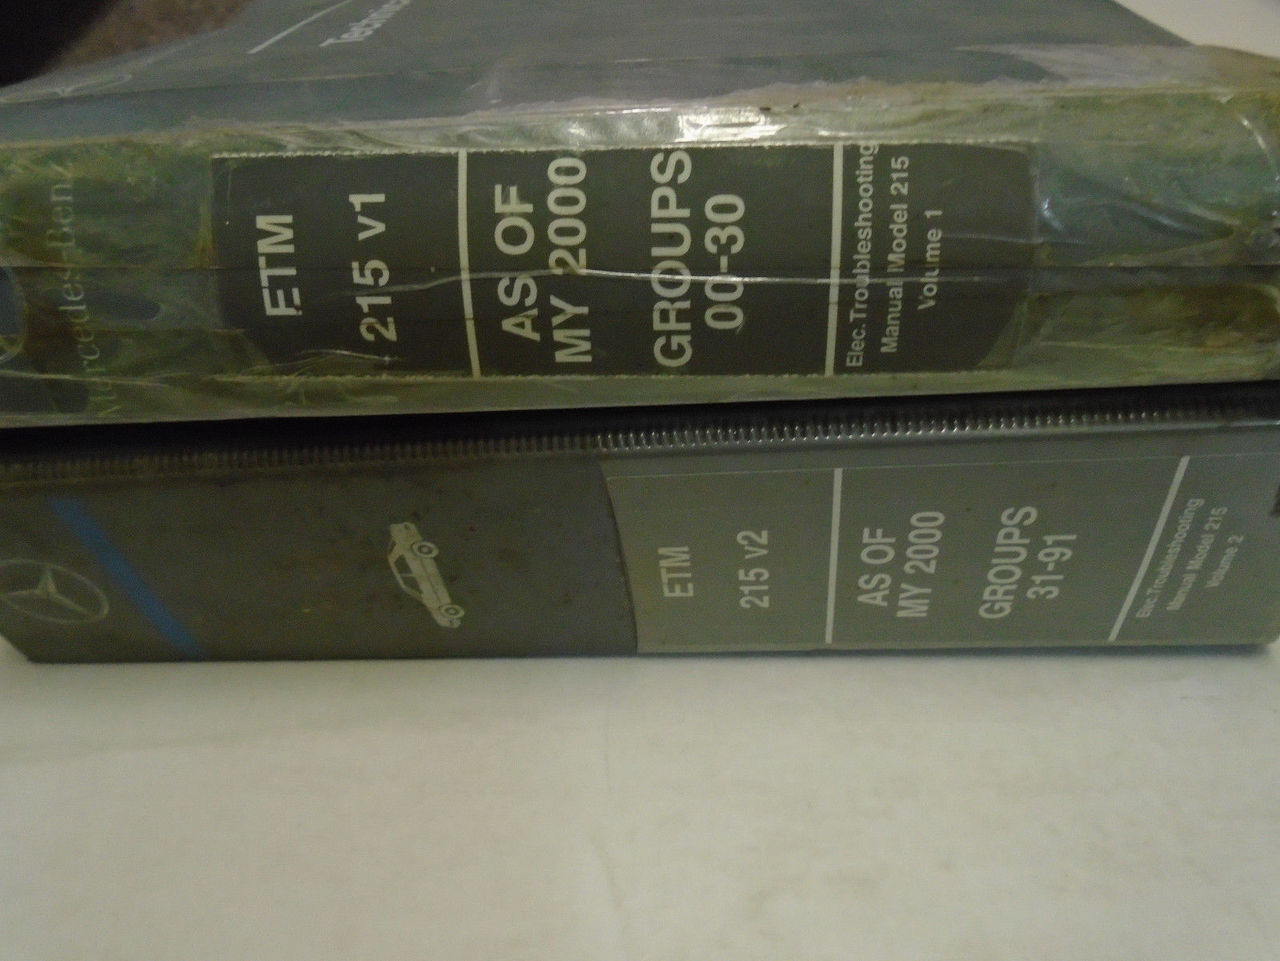 Mercedes-Benz
ETM
215 v1
AS OF
MY 2000
GROUPS
00-30
Elec.Troubleshooting
Manual Model 215
Volume 1
ETM
215 v2
AS OF
MY 2000
GROUPS
31-91
Elec.Troubleshooting
Manual Model 215
Volume 2